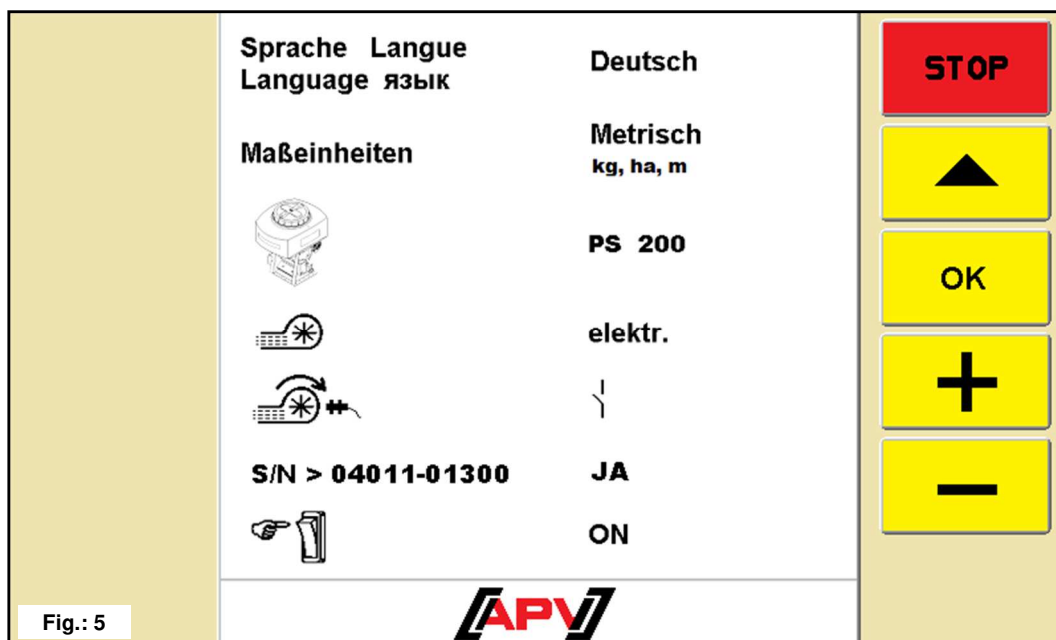 Sprache Langue
Language язык
Deutsch
Maßeinheiten
Metrisch
kg, ha, m
PS 200
elektr.
S/N > 04011-01300
JA
ON
STOP
OK
APV
Fig.: 5